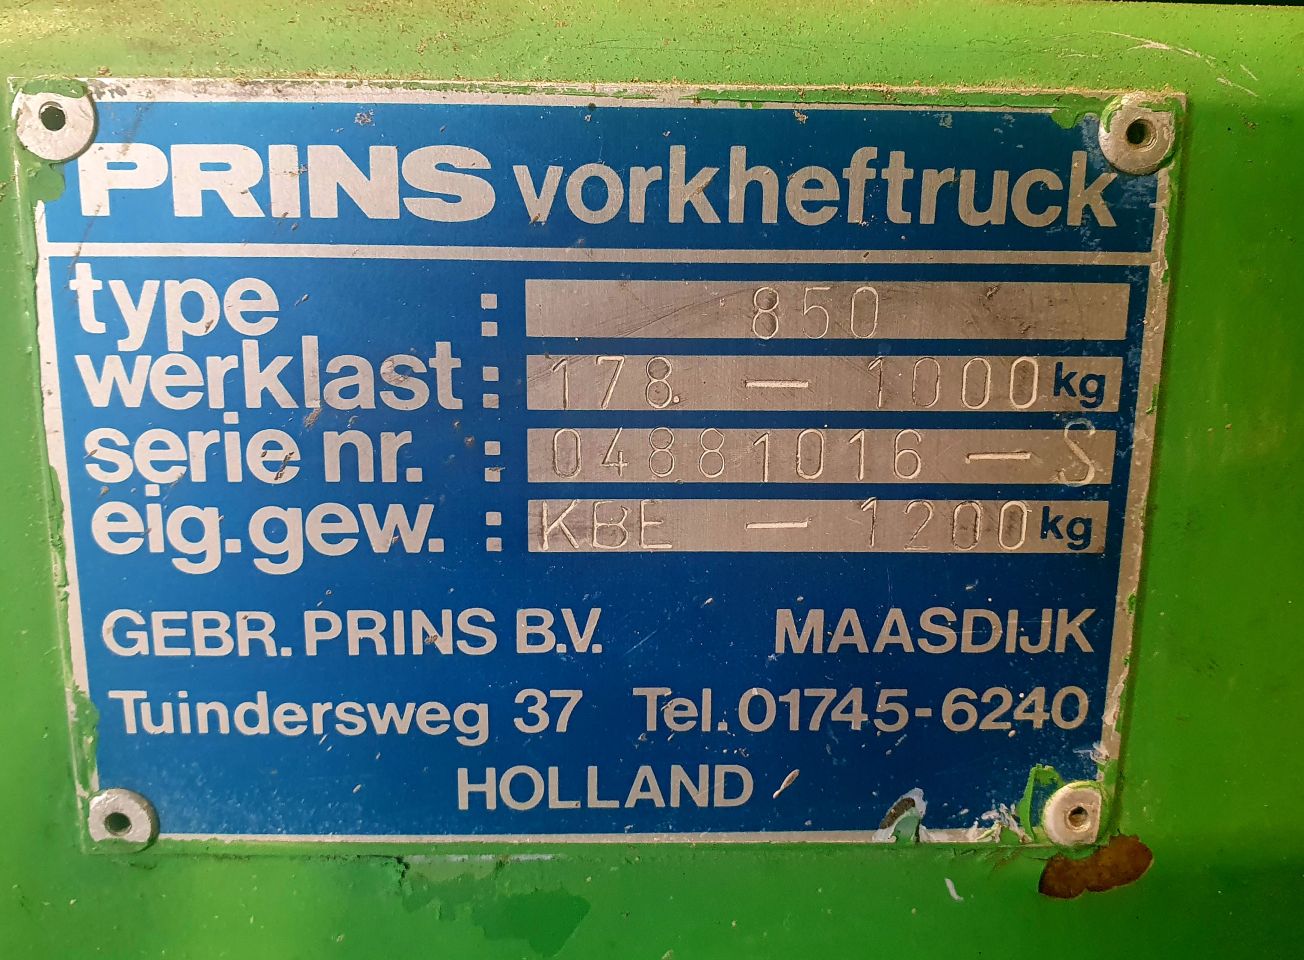 PRINS vorkheftruck
type : 850
werklast : 178. — 1000 kg
serie nr. : 04881016 — S
eig.gew. : KBE — 1200 kg
GEBR. PRINS B.V. MAASDIJK
Tuindersweg 37 Tel. 01745-6240
HOLLAND